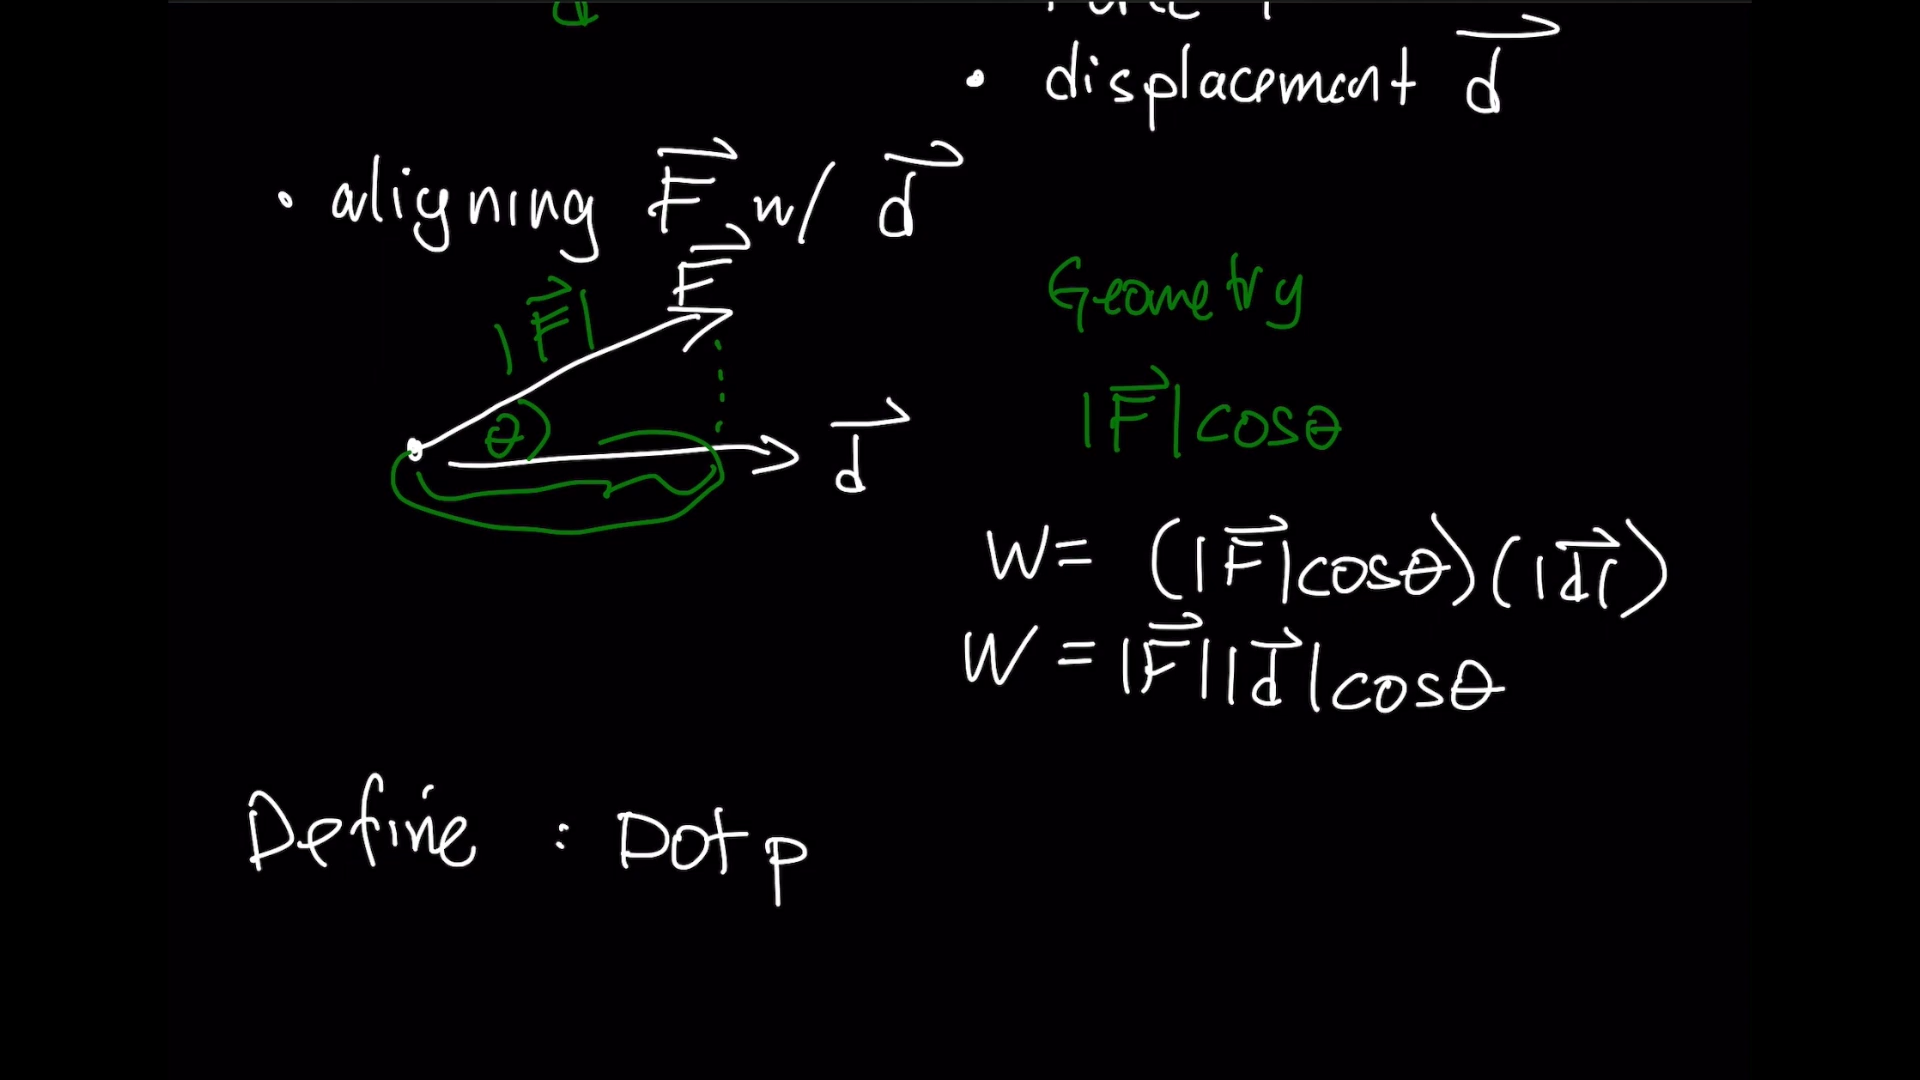 • displacement d⃗
• aligning F⃗ w/ d⃗
F⃗
|F⃗|
θ
d⃗
Geometry
|F⃗|cosθ
W= (|F⃗|cosθ)(|d⃗|)
W = |F⃗||d⃗|cosθ
Define : Dot p